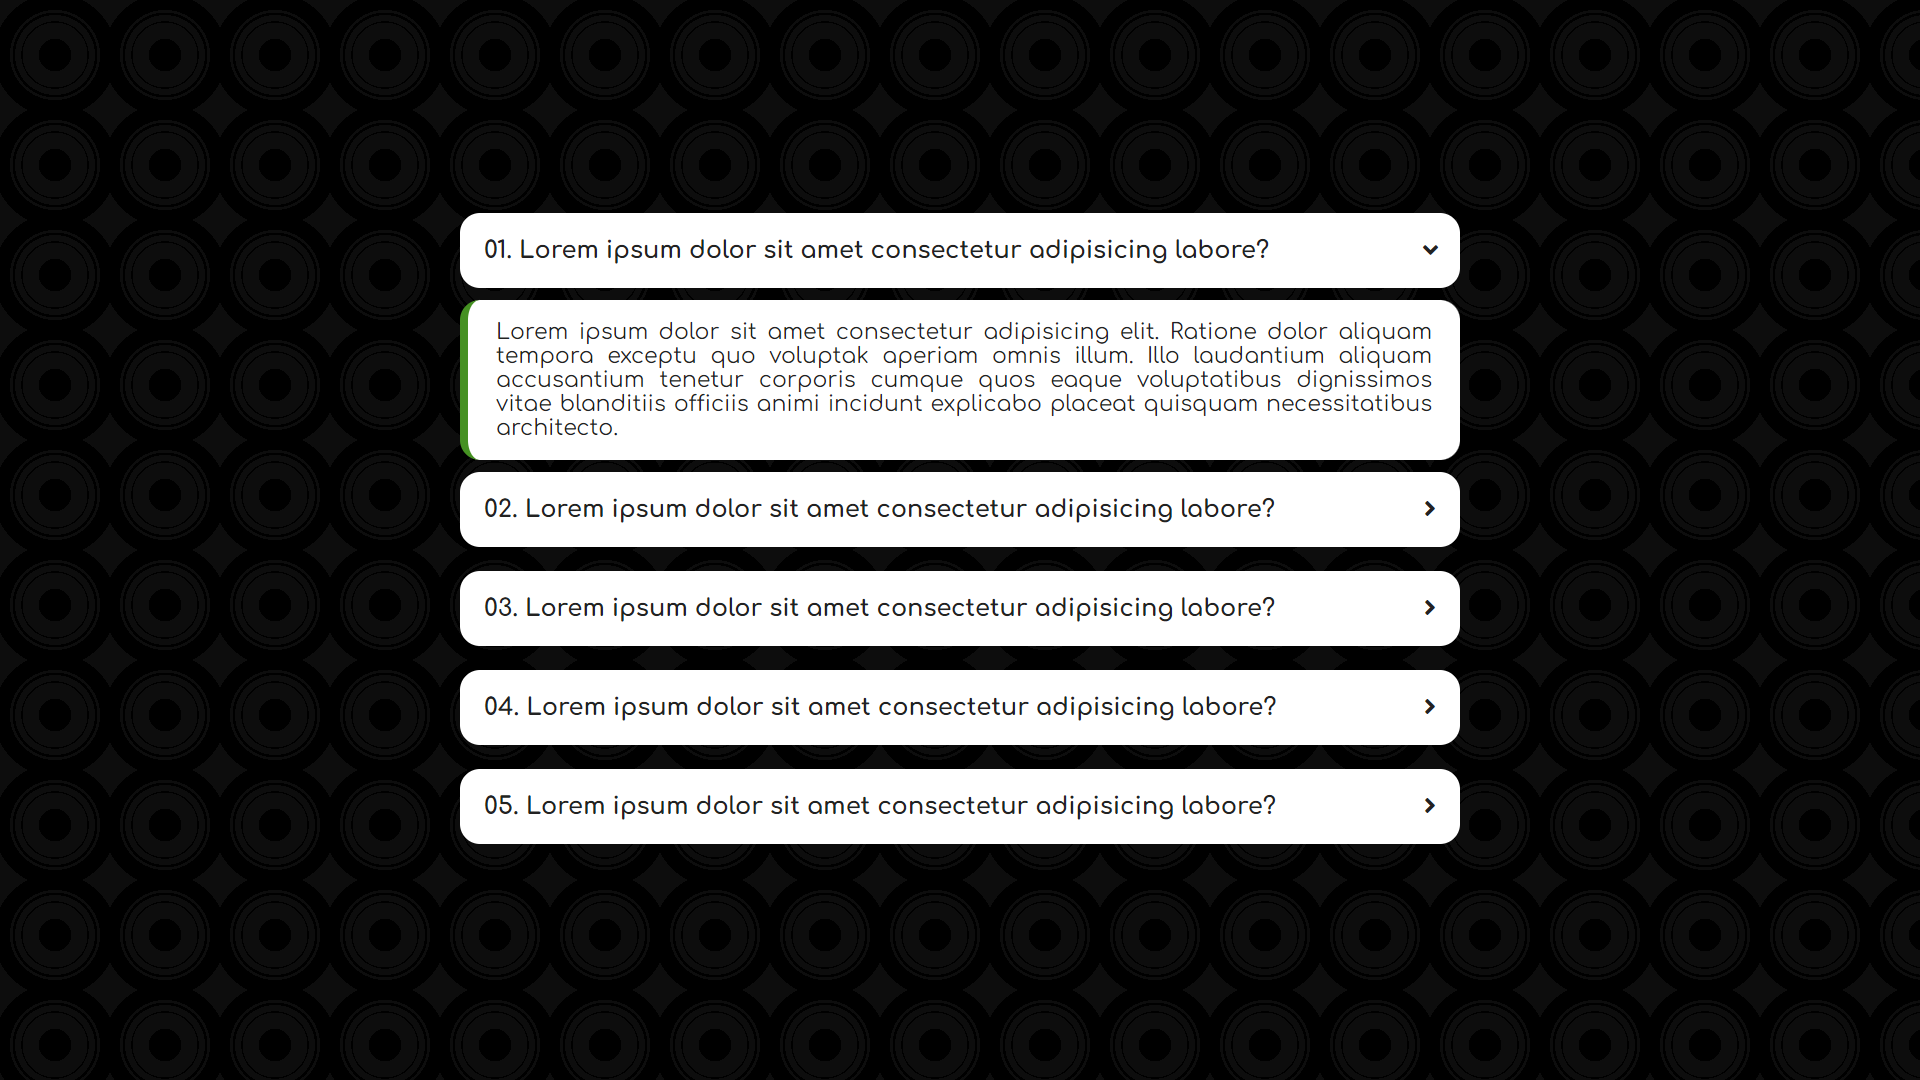 01. Lorem ipsum dolor sit amet consectetur adipisicing labore?
Lorem ipsum dolor sit amet consectetur adipisicing elit. Ratione dolor aliquam
tempora exceptu quo voluptak aperiam omnis illum. Illo laudantium aliquam
accusantium tenetur corporis cumque quos eaque voluptatibus dignissimos
vitae blanditiis officiis animi incidunt explicabo placeat quisquam necessitatibus
architecto.
02. Lorem ipsum dolor sit amet consectetur adipisicing labore?
03. Lorem ipsum dolor sit amet consectetur adipisicing labore?
04. Lorem ipsum dolor sit amet consectetur adipisicing labore?
05. Lorem ipsum dolor sit amet consectetur adipisicing labore?